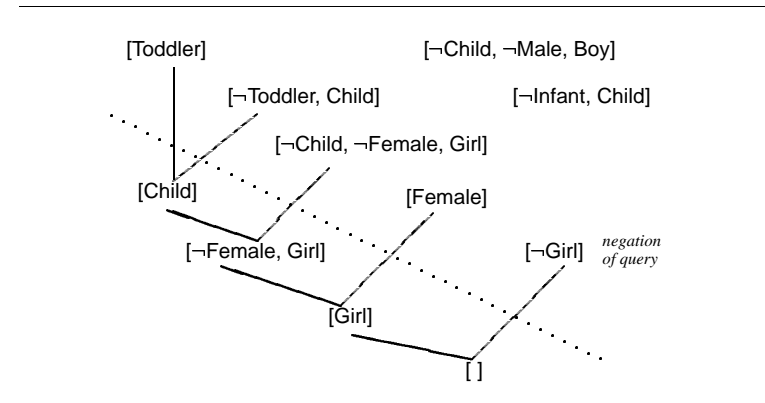 [Toddler]
[¬Child, ¬Male, Boy]
[¬Toddler, Child]
[¬Infant, Child]
[¬Child, ¬Female, Girl]
[Child]
[Female]
[¬Female, Girl]
[¬Girl]
negation
of query
[Girl]
[ ]